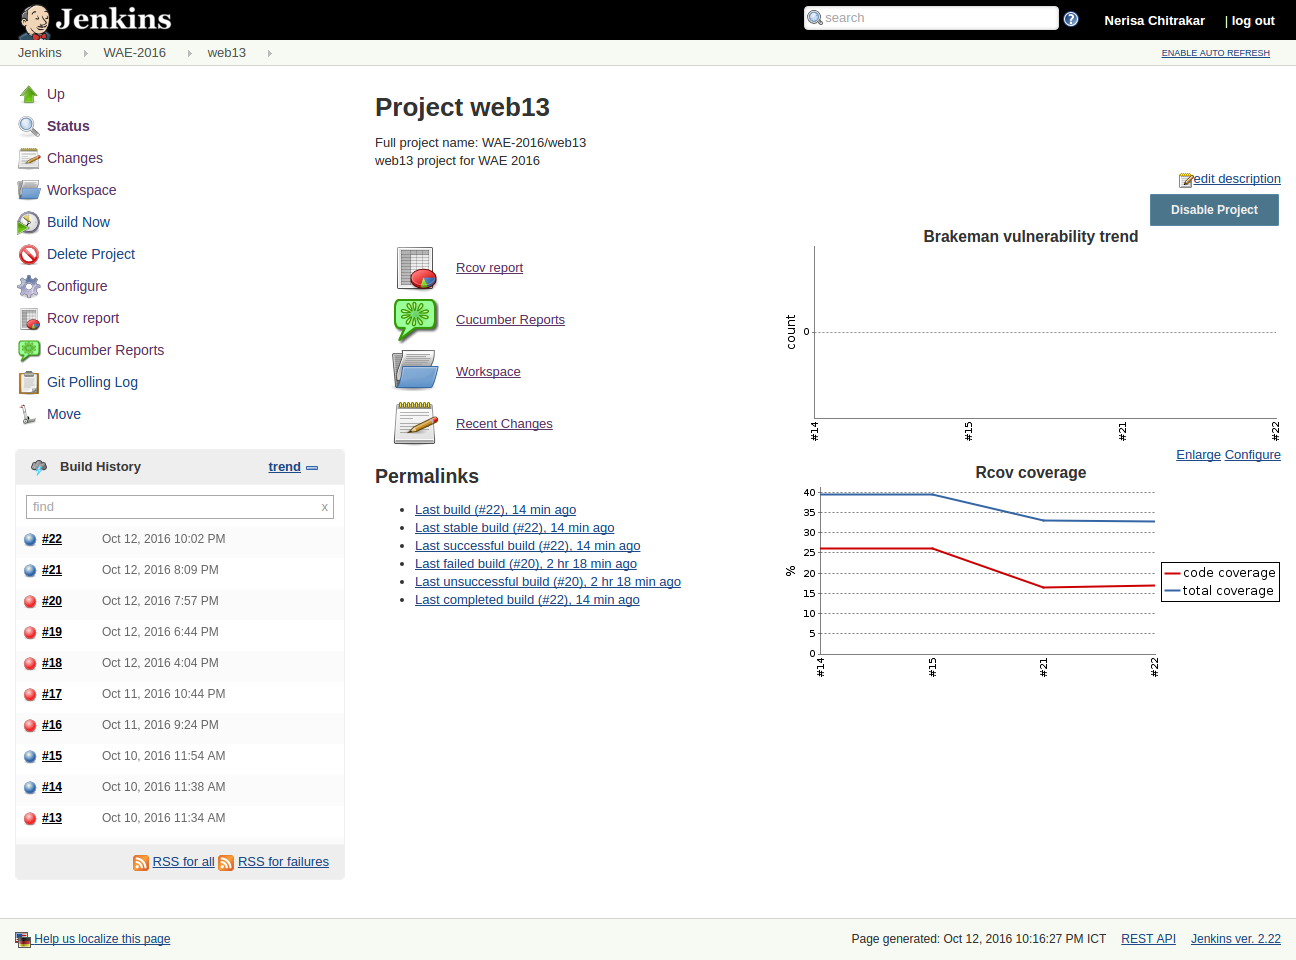 Jenkins
search
Nerisa Chitrakar | log out
Jenkins WAE-2016 web13
ENABLE AUTO REFRESH
Up
Status
Changes
Workspace
Build Now
Delete Project
Configure
Rcov report
Cucumber Reports
Git Polling Log
Move
Build History trend
find x
#22 Oct 12, 2016 10:02 PM
#21 Oct 12, 2016 8:09 PM
#20 Oct 12, 2016 7:57 PM
#19 Oct 12, 2016 6:44 PM
#18 Oct 12, 2016 4:04 PM
#17 Oct 11, 2016 10:44 PM
#16 Oct 11, 2016 9:24 PM
#15 Oct 10, 2016 11:54 AM
#14 Oct 10, 2016 11:38 AM
#13 Oct 10, 2016 11:34 AM
RSS for all RSS for failures
Project web13
Full project name: WAE-2016/web13
web13 project for WAE 2016
edit description
Disable Project
Rcov report
Cucumber Reports
Workspace
Recent Changes
Permalinks
Last build (#22), 14 min ago
Last stable build (#22), 14 min ago
Last successful build (#22), 14 min ago
Last failed build (#20), 2 hr 18 min ago
Last unsuccessful build (#20), 2 hr 18 min ago
Last completed build (#22), 14 min ago
Brakeman vulnerability trend
count
0
#14 #15 #21 #22
Enlarge Configure
Rcov coverage
%
40
35
30
25
20
15
10
5
0
#14 #15 #21 #22
code coverage
total coverage
Help us localize this page
Page generated: Oct 12, 2016 10:16:27 PM ICT REST API Jenkins ver. 2.22